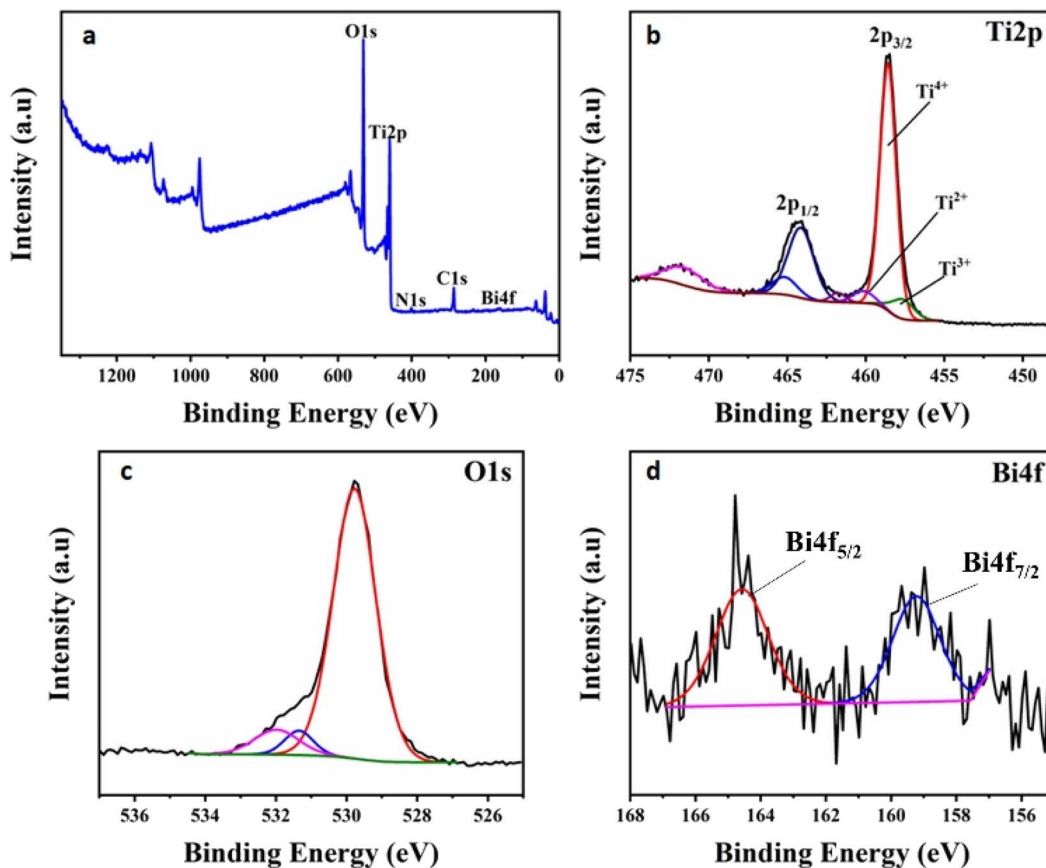 a
O1s
Ti2p
N1s
C1s
Bi4f
Intensity (a.u)
1200 1000 800 600 400 200 0
Binding Energy (eV)
b
Ti2p
2p3/2
Ti4+
2p1/2
Ti2+
Ti3+
Intensity (a.u)
475 470 465 460 455 450
Binding Energy (eV)
c
O1s
Intensity (a.u)
536 534 532 530 528 526
Binding Energy (eV)
d
Bi4f
Bi4f5/2
Bi4f7/2
Intensity (a.u)
168 166 164 162 160 158 156
Binding Energy (eV)